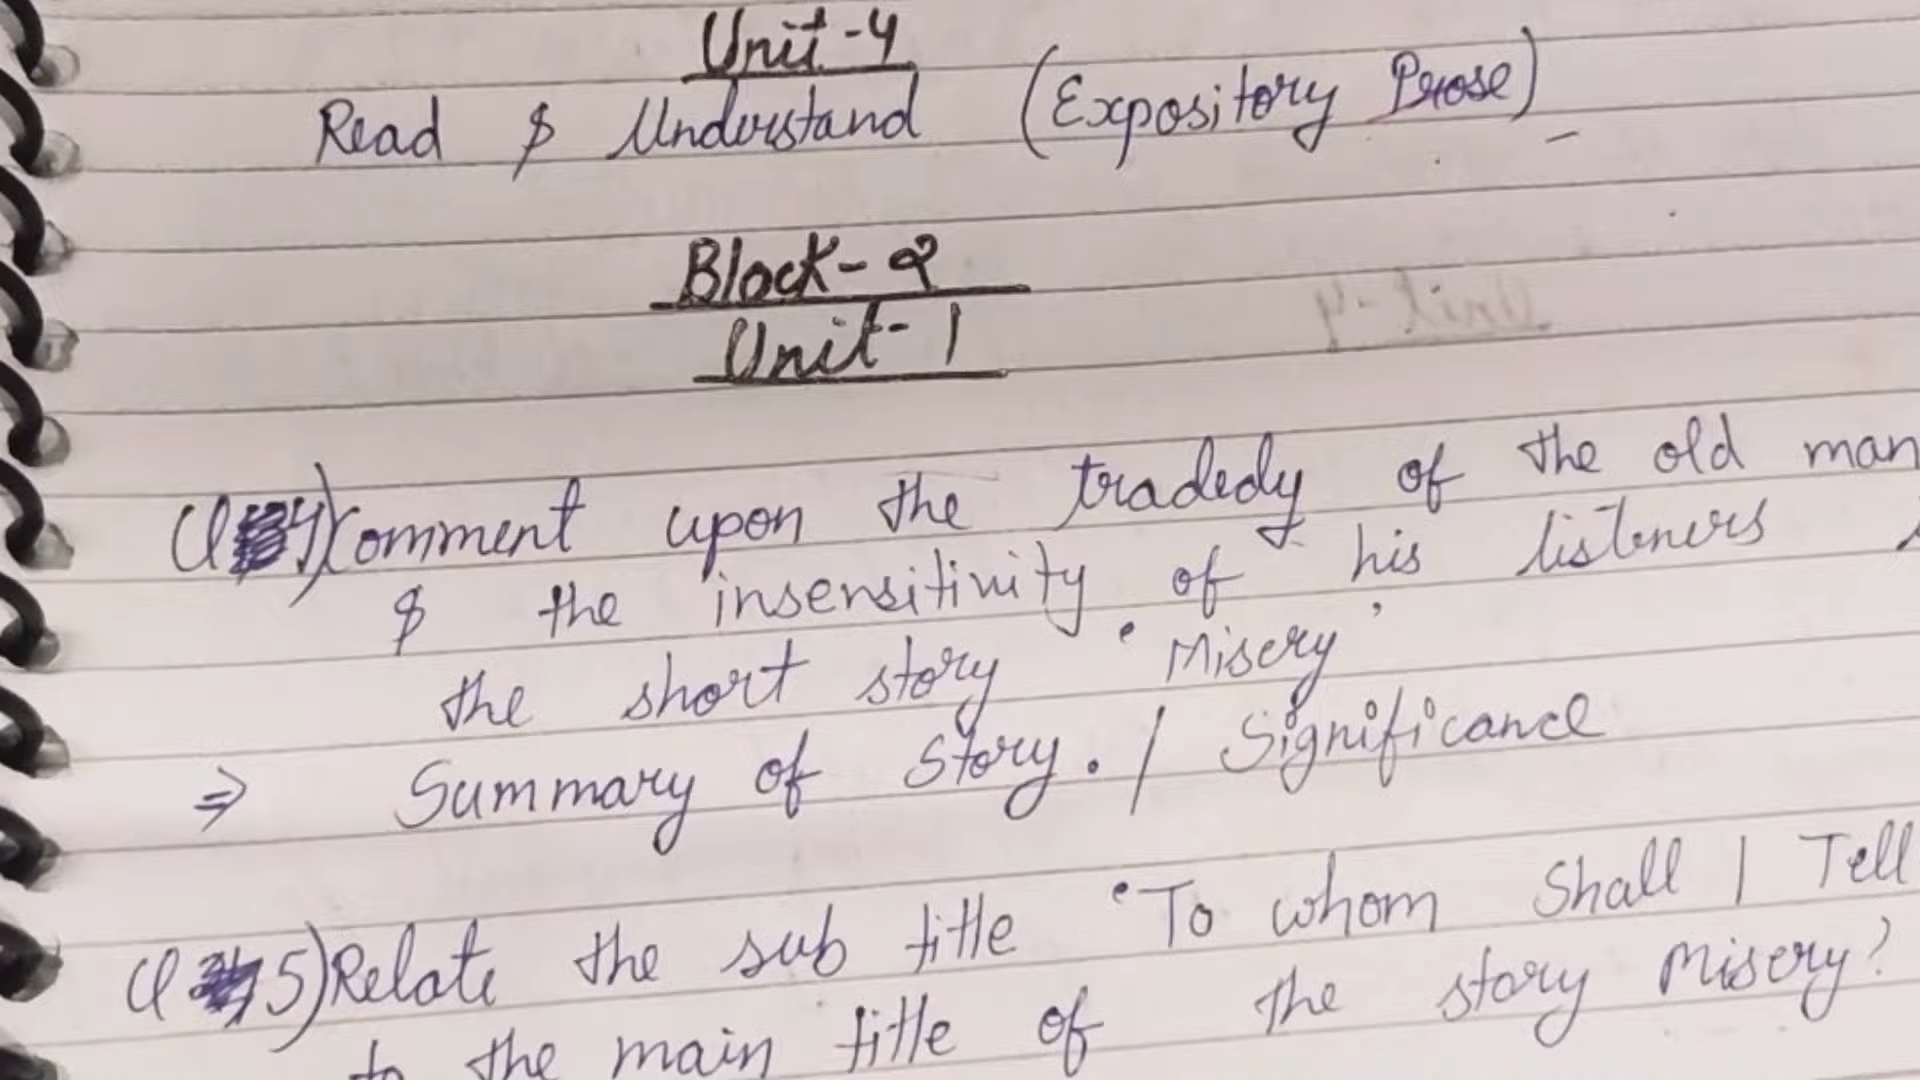 Unit-4
Read & Understand (Expository Prose)
Block-2
Unit-1
Q4) Comment upon the tradedy of the old man
& the insensitivity of his listeners
the short story 'Misery'
⇒ Summary of Story. / Significance
Q5) Relate the sub title 'To whom Shall I Tell
to the main title of the story Misery?